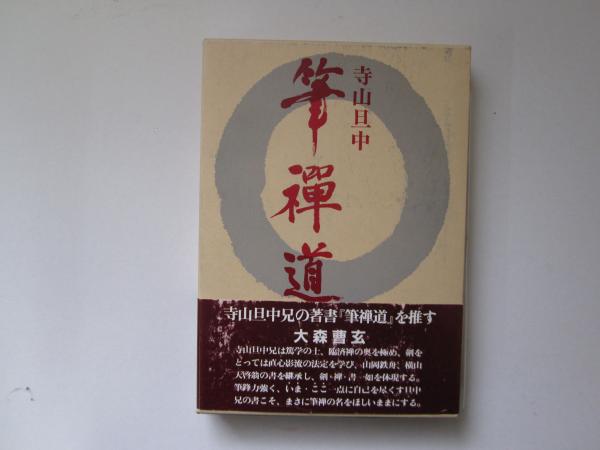 寺山旦中
筆禪道
寺山旦中兄の著書『筆禅道』を推す
大森曹玄
寺山旦中兄は篤学の士、臨済禅の奥を極め、剣を
とっては直心影流の法定を学び、山岡鉄舟、横山
天啓翁の書を継承し、剣・禅・書一如を体現する。
筆鋒力強く、いま・ここ一点に自己を尽くす旦中
兄の書こそ、まさに筆禅の名をほしいままにする。